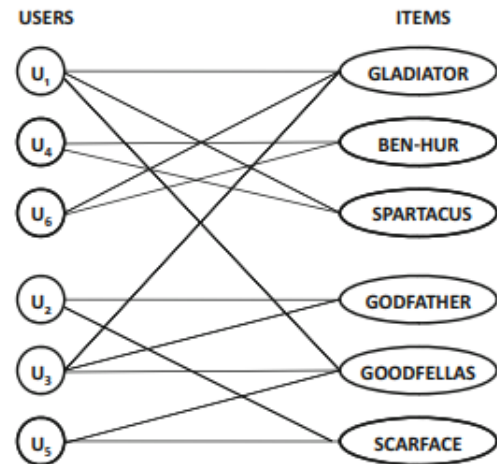 USERS ITEMS
U1 GLADIATOR
U4 BEN-HUR
U6 SPARTACUS
U2 GODFATHER
U3 GOODFELLAS
U5 SCARFACE